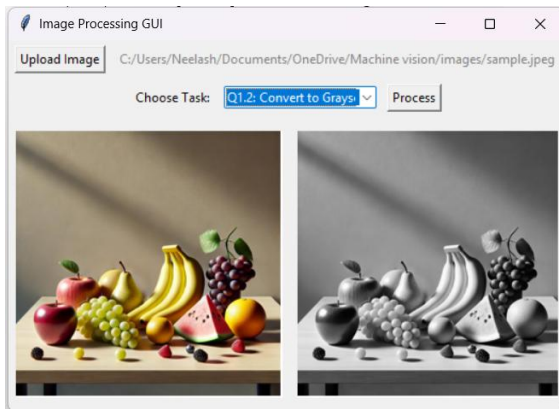 Image Processing GUI
Upload Image C:/Users/Neelash/Documents/OneDrive/Machine vision/images/sample.jpeg
Choose Task: Q1.2: Convert to Grays Process